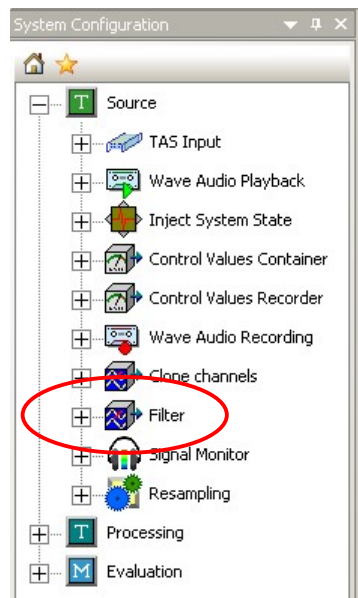 System Configuration
T Source
TAS Input
Wave Audio Playback
Inject System State
Control Values Container
Control Values Recorder
Wave Audio Recording
Clone channels
Filter
Signal Monitor
Resampling
T Processing
M Evaluation